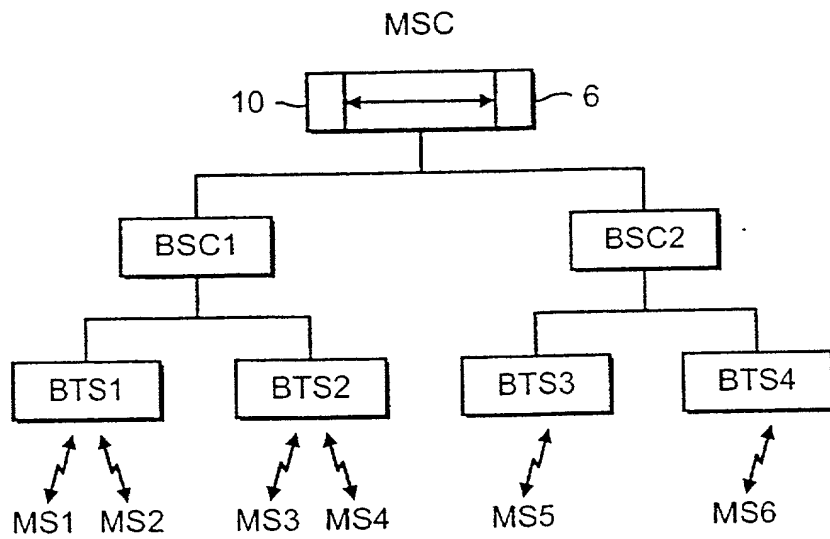 MSC
10 6
BSC1 BSC2
BTS1 BTS2 BTS3 BTS4
MS1 MS2 MS3 MS4 MS5 MS6